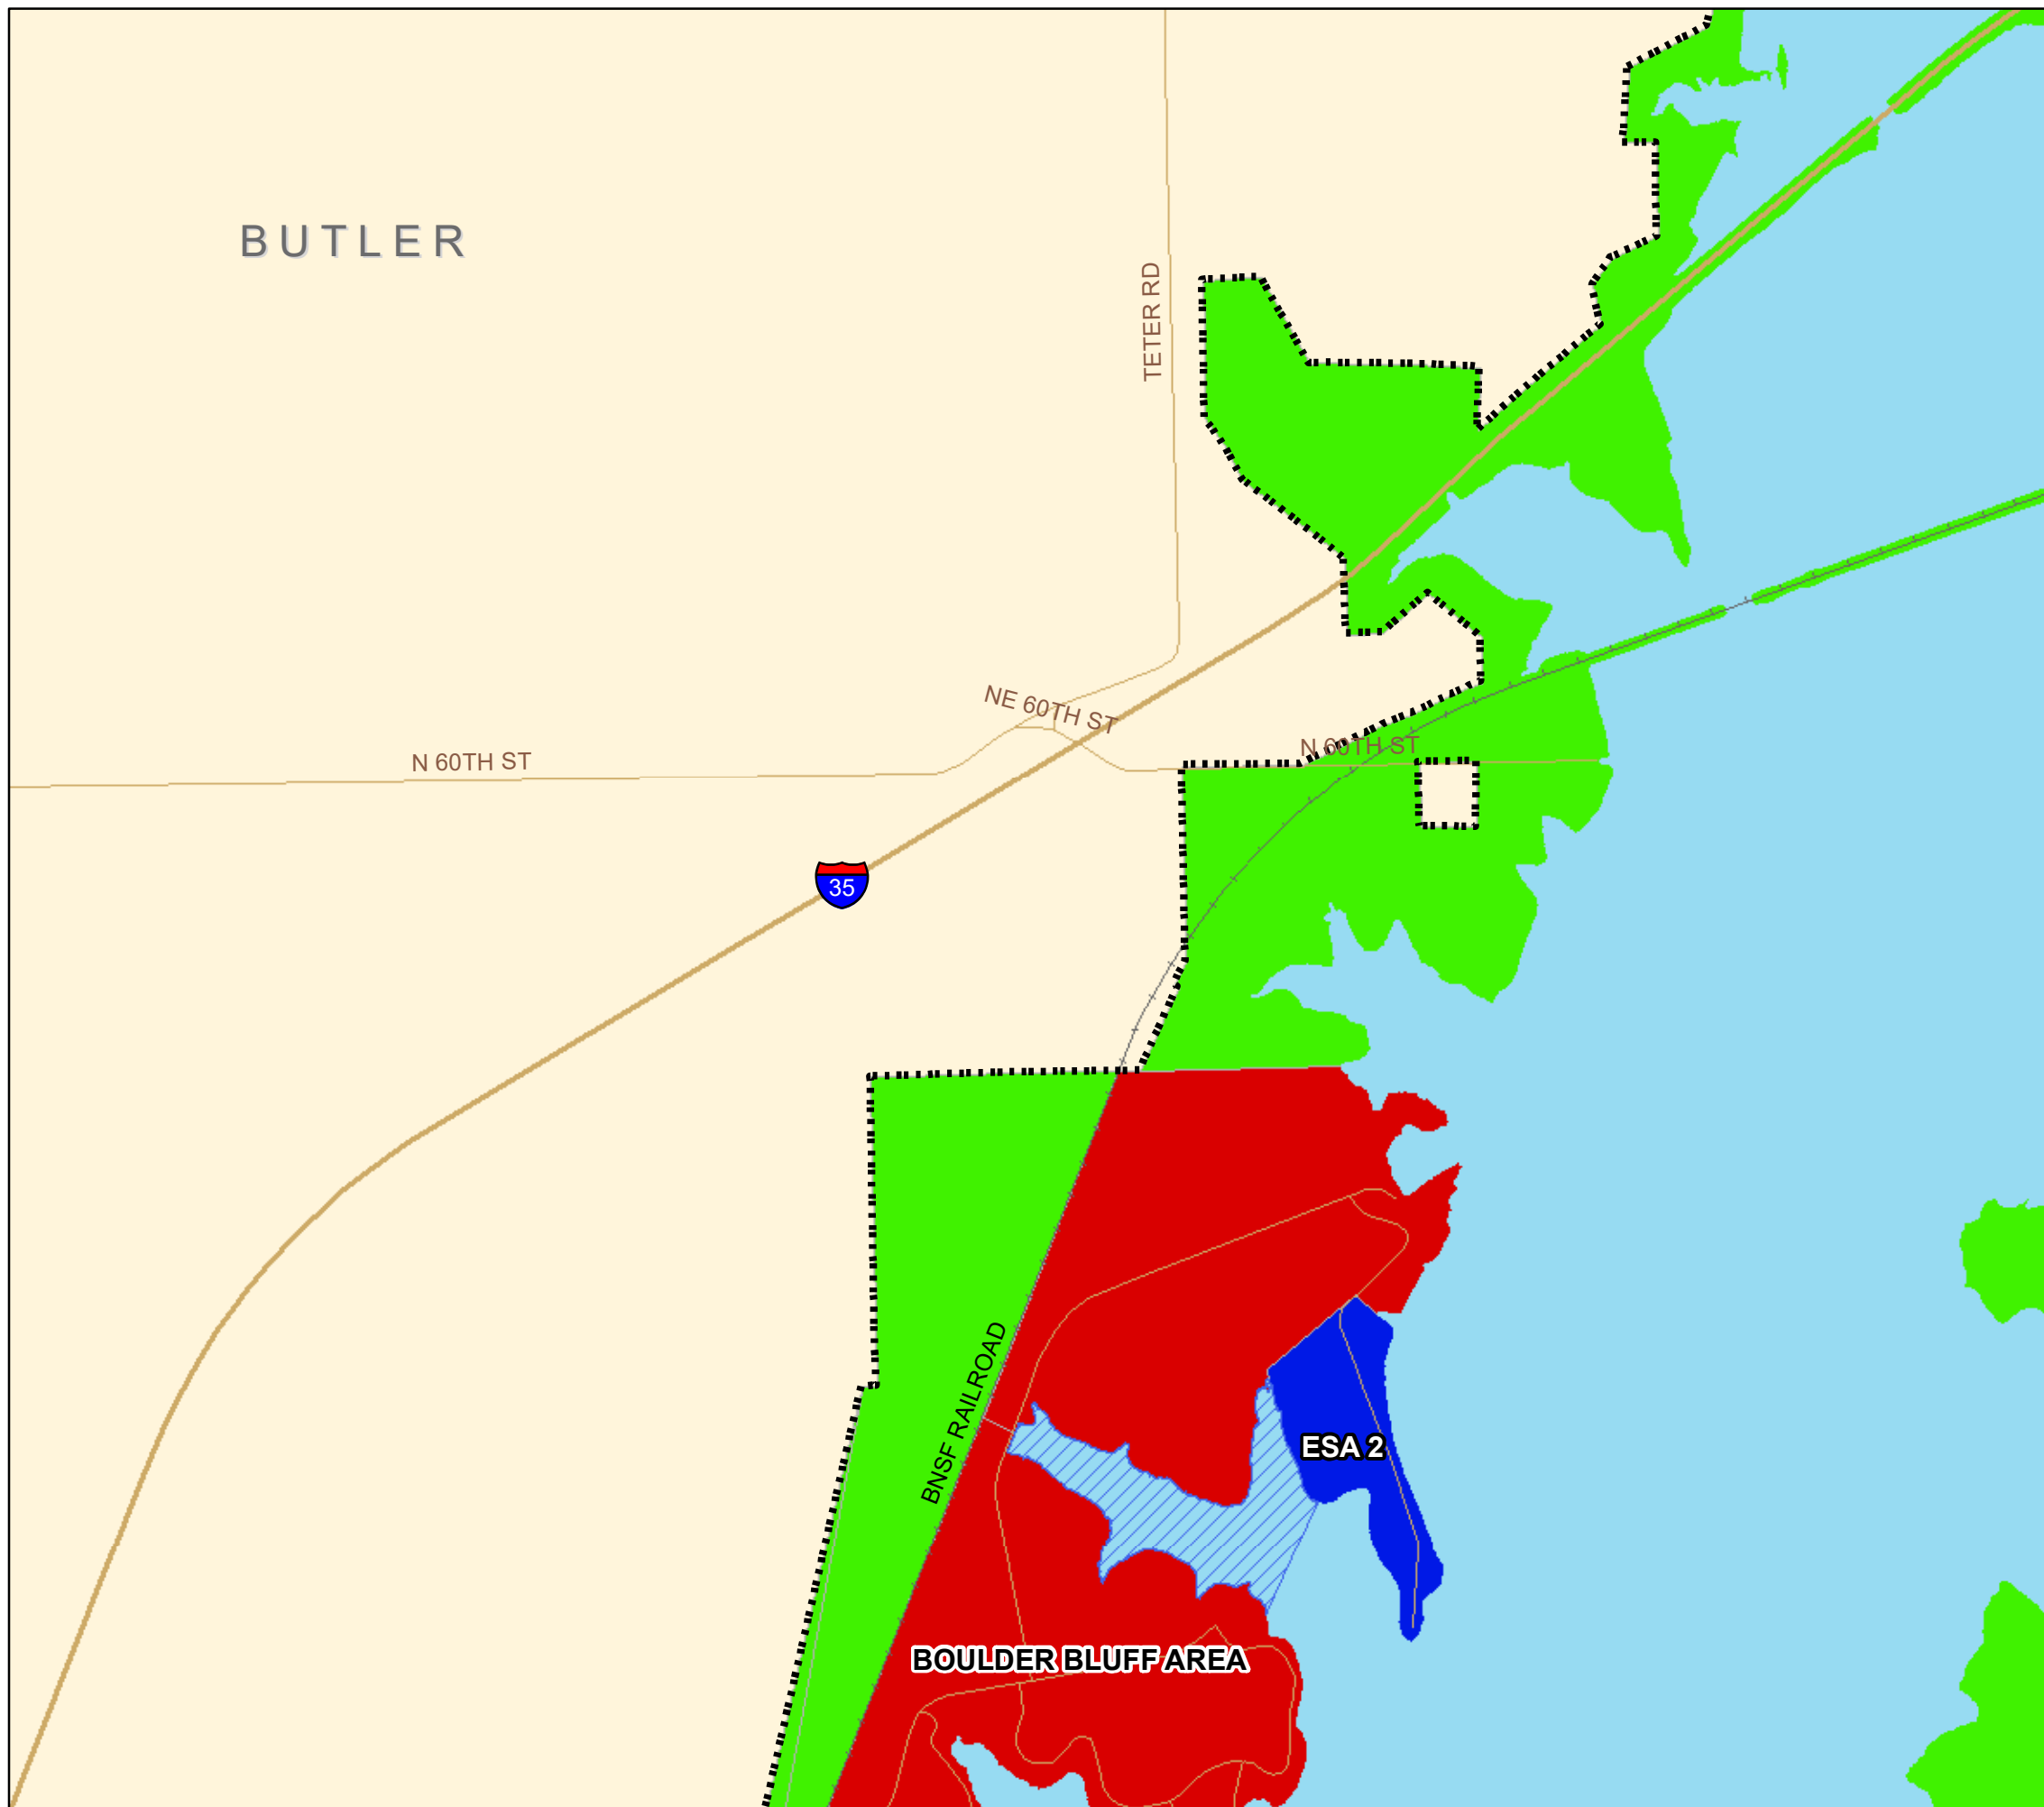 BUTLER
TETER RD
NE 60TH ST
N 60TH ST
N 60TH ST
35
BNSF RAILROAD
ESA 2
BOULDER BLUFF AREA